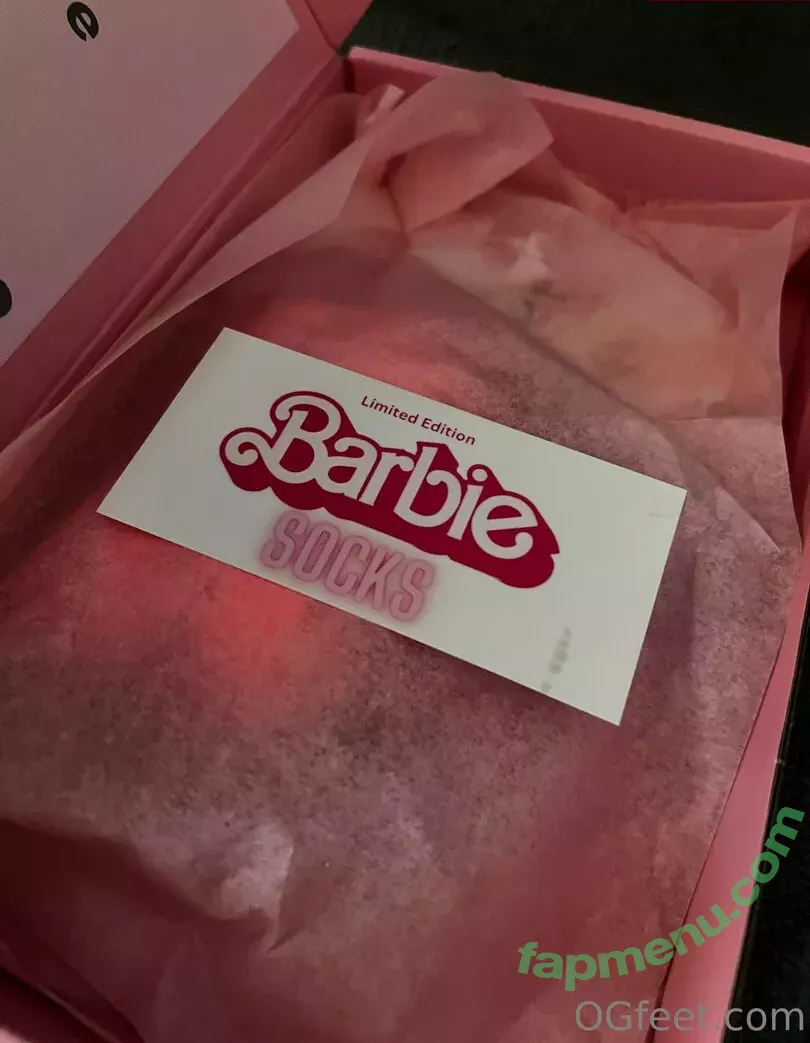 e
Limited Edition
Barbie
SOCKS
fapmenu.com
OGfeet.com